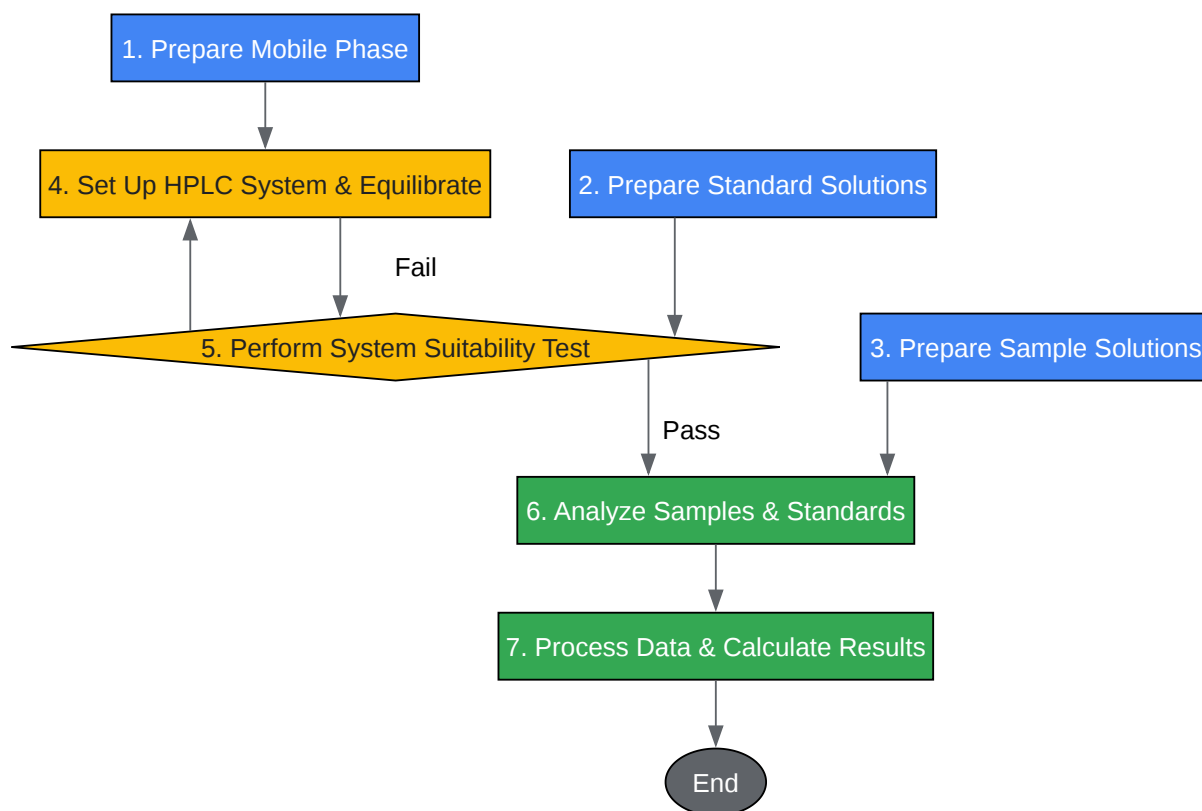 1. Prepare Mobile Phase
4. Set Up HPLC System & Equilibrate
2. Prepare Standard Solutions
Fail
5. Perform System Suitability Test
3. Prepare Sample Solutions
Pass
6. Analyze Samples & Standards
7. Process Data & Calculate Results
End